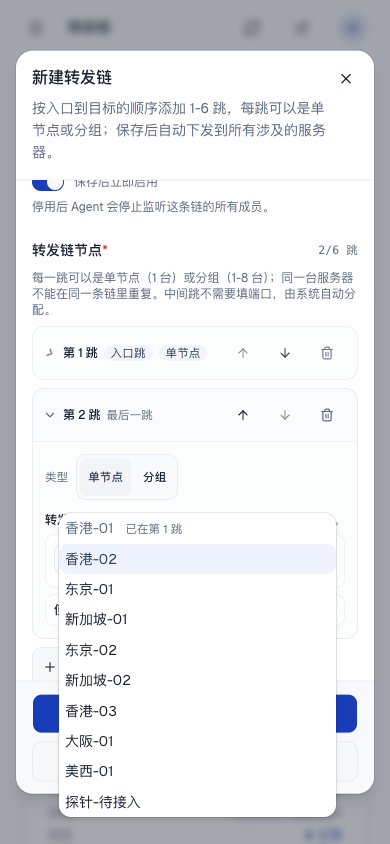 新建转发链
按入口到目标的顺序添加 1-6 跳，每跳可以是单
节点或分组；保存后自动下发到所有涉及的服务
器。
保存后立即启用
停用后 Agent 会停止监听这条链的所有成员。
转发链节点* 2/6 跳
每一跳可以是单节点（1 台）或分组（1-8 台）；同一台服务器
不能在同一条链里重复。中间跳不需要填端口，由系统自动分
配。
第 1 跳 入口跳 单节点
第 2 跳 最后一跳
类型 单节点 分组
转发
香港-01 已在第 1 跳
香港-02
东京-01
新加坡-01
东京-02
新加坡-02
香港-03
大阪-01
美西-01
探针-待接入